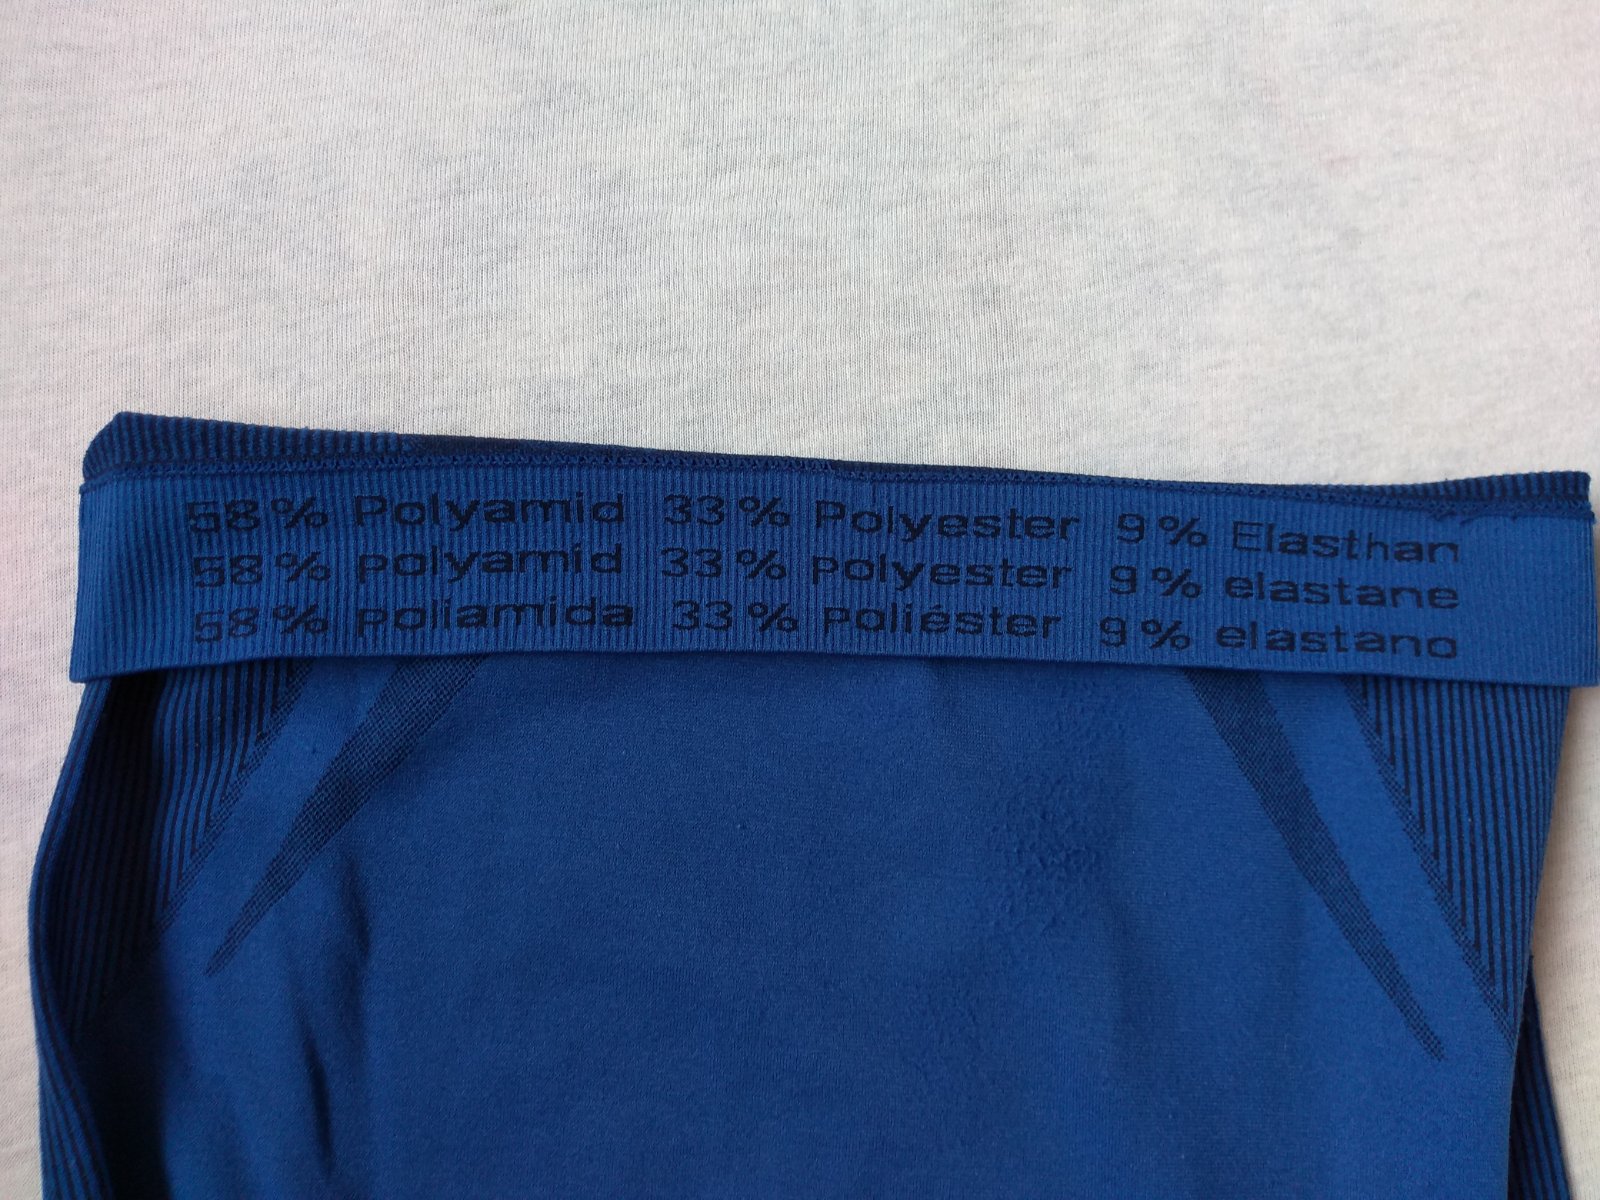 58% Polyamid 33% Polyester 9% Elasthan
58% polyamid 33% polyester 9% elastane
58% poliamida 33% poliéster 9% elastano